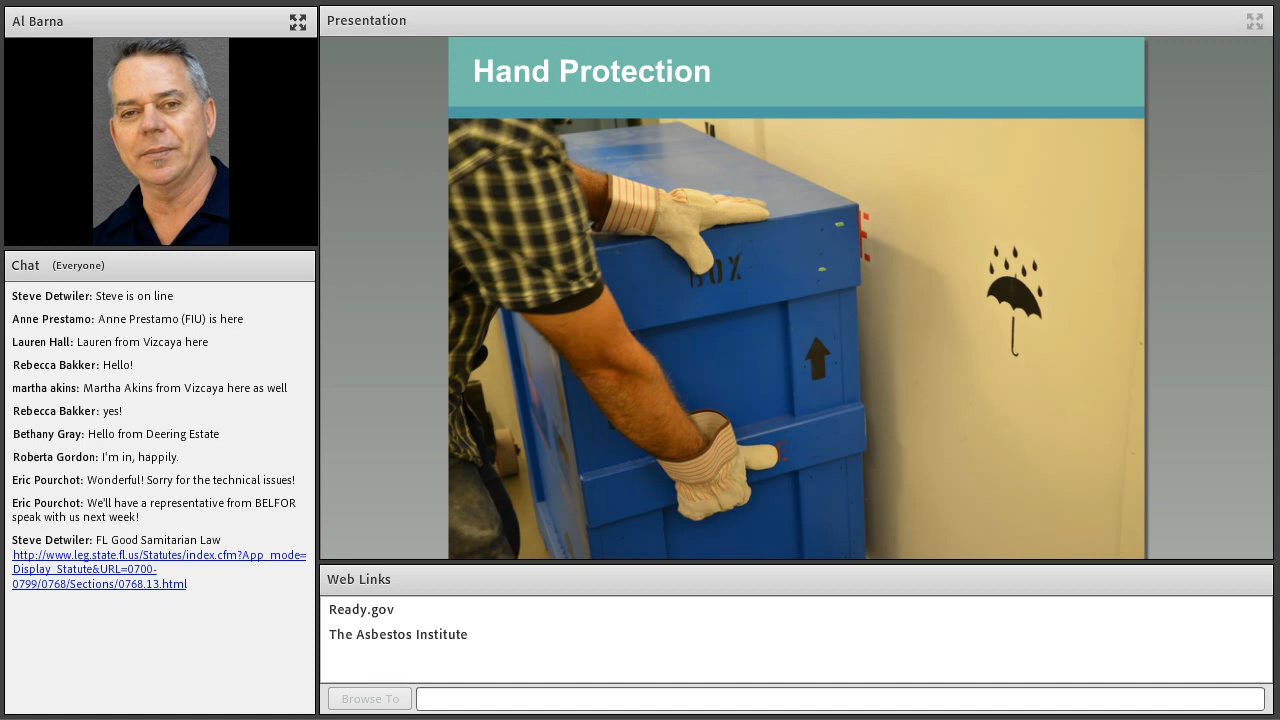 Al Barna
Presentation
Hand Protection
BOX
Chat (Everyone)
Steve Detwiler: Steve is on line
Anne Prestamo: Anne Prestamo (FIU) is here
Lauren Hall: Lauren from Vizcaya here
Rebecca Bakker: Hello!
martha akins: Martha Akins from Vizcaya here as well
Rebecca Bakker: yes!
Bethany Gray: Hello from Deering Estate
Roberta Gordon: I'm in, happily.
Eric Pourchot: Wonderful! Sorry for the technical issues!
Eric Pourchot: We'll have a representative from BELFOR
speak with us next week!
Steve Detwiler: FL Good Samitarian Law
http://www.leg.state.fl.us/Statutes/index.cfm?App_mode=
Display_Statute&URL=0700-
0799/0768/Sections/0768.13.html
Web Links
Ready.gov
The Asbestos Institute
Browse To